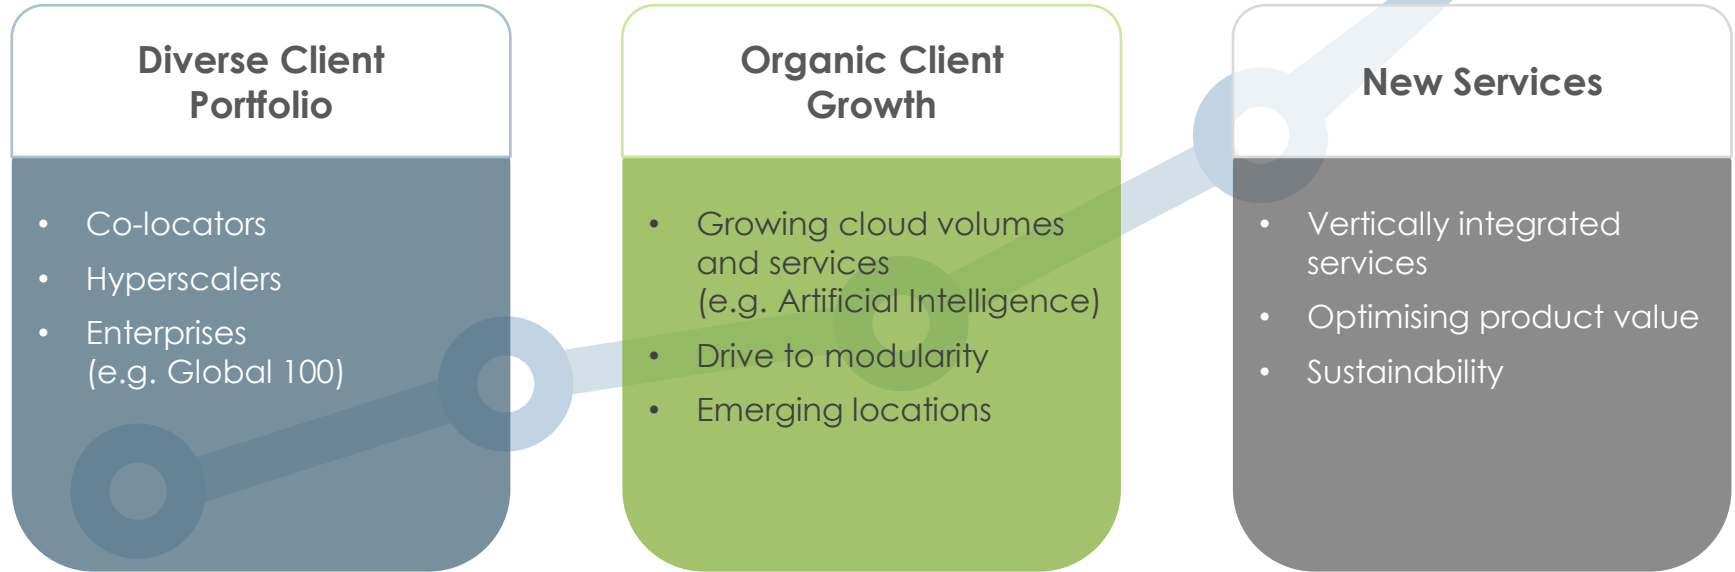 Diverse Client
Portfolio
• Co-locators
• Hyperscalers
• Enterprises
(e.g. Global 100)
Organic Client
Growth
• Growing cloud volumes
and services
(e.g. Artificial Intelligence)
• Drive to modularity
• Emerging locations
New Services
• Vertically integrated
services
• Optimising product value
• Sustainability